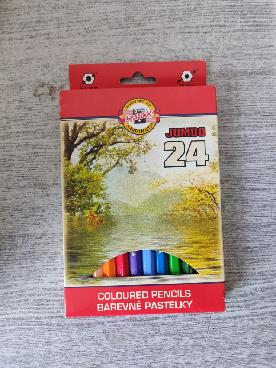 JUMBO
24
COLOURED PENCILS
BAREVNÉ PASTELKY